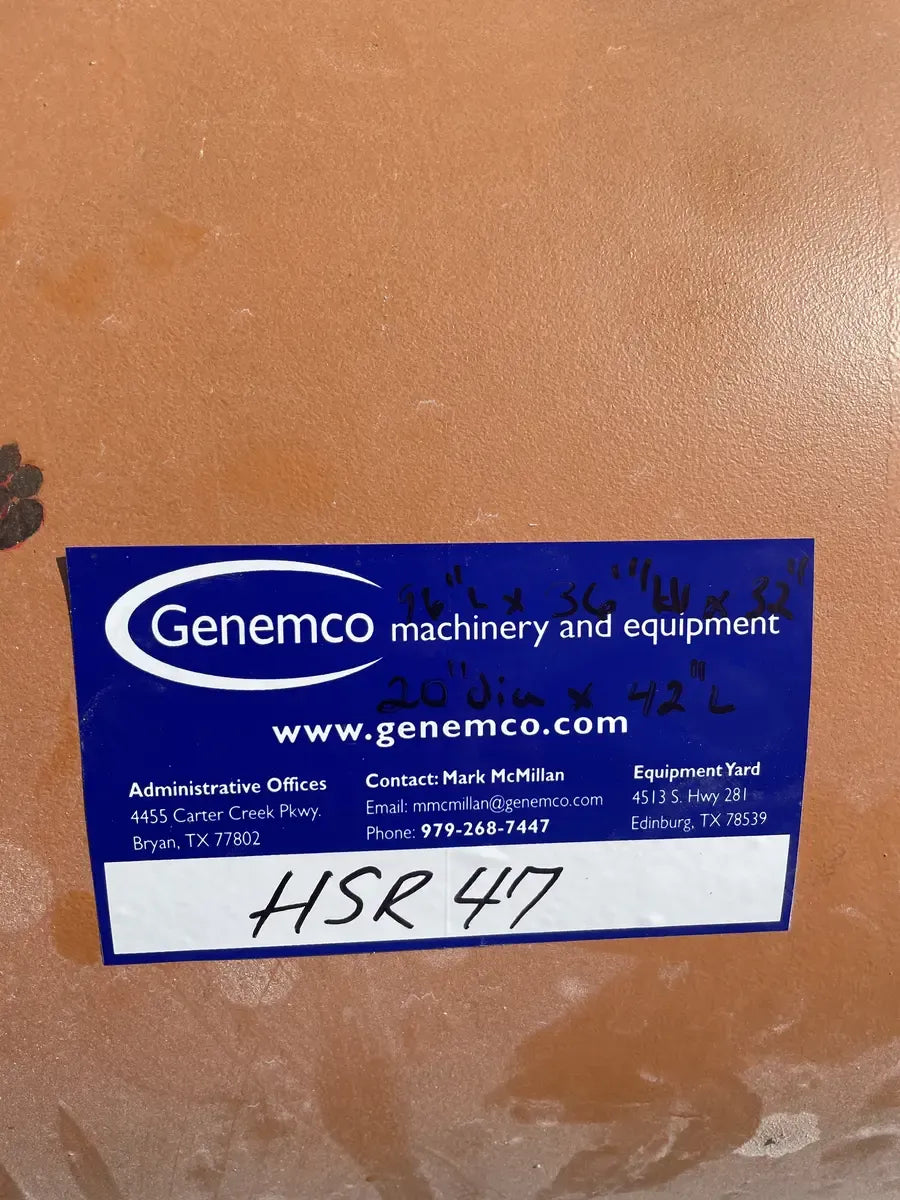 96" L x 36" W x 32"
Genemco machinery and equipment
20" dia x 42" L
www.genemco.com
Administrative Offices
4455 Carter Creek Pkwy.
Bryan, TX 77802
Contact: Mark McMillan
Email: mmcmillan@genemco.com
Phone: 979-268-7447
Equipment Yard
4513 S. Hwy 281
Edinburg, TX 78539
HSR 47